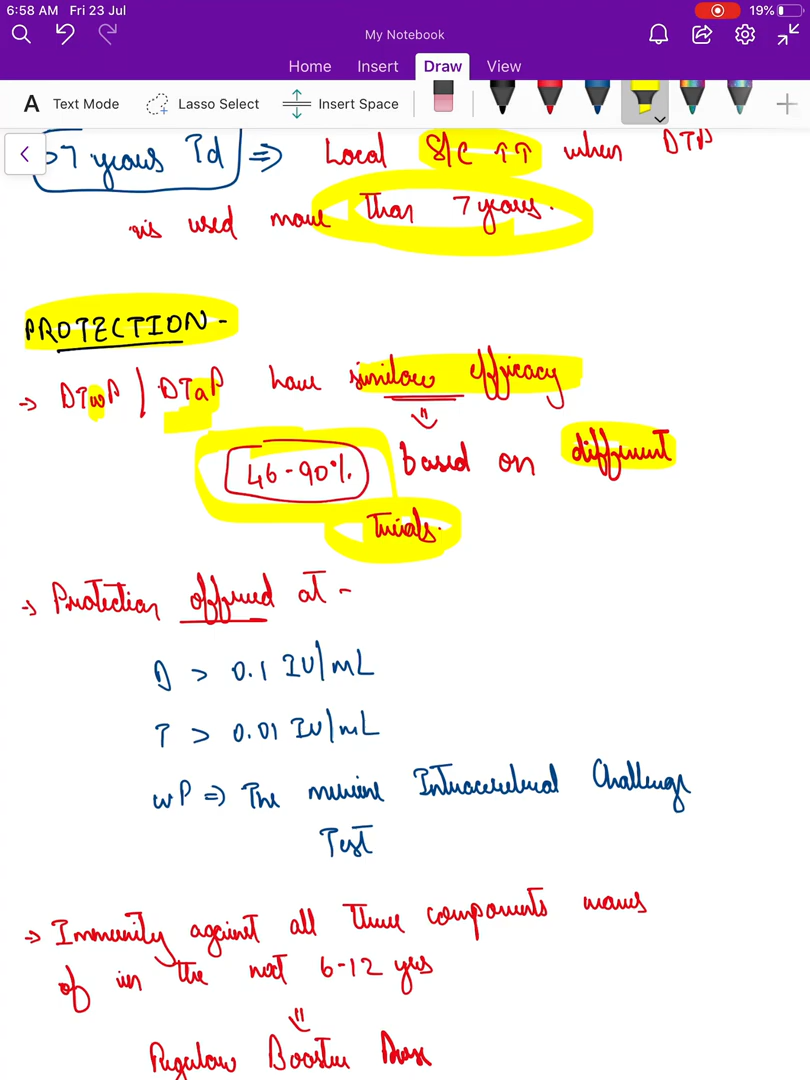 6:58 AM Fri 23 Jul 19%
My Notebook
Home Insert Draw View
A Text Mode Lasso Select Insert Space
>7 years Td => Local S/E ↑↑ when DTP
is used more than 7 years.
PROTECTION -
-> DTwP | DTaP have similar efficacy
46-90% based on different
Trials.
-> Protection offered at -
D > 0.1 IU/mL
T > 0.01 IU/mL
wP => The murine Intracerebral Challenge
Test
-> Immunity against all three components wanes
of in the next 6-12 yrs
Regular Booster Dose